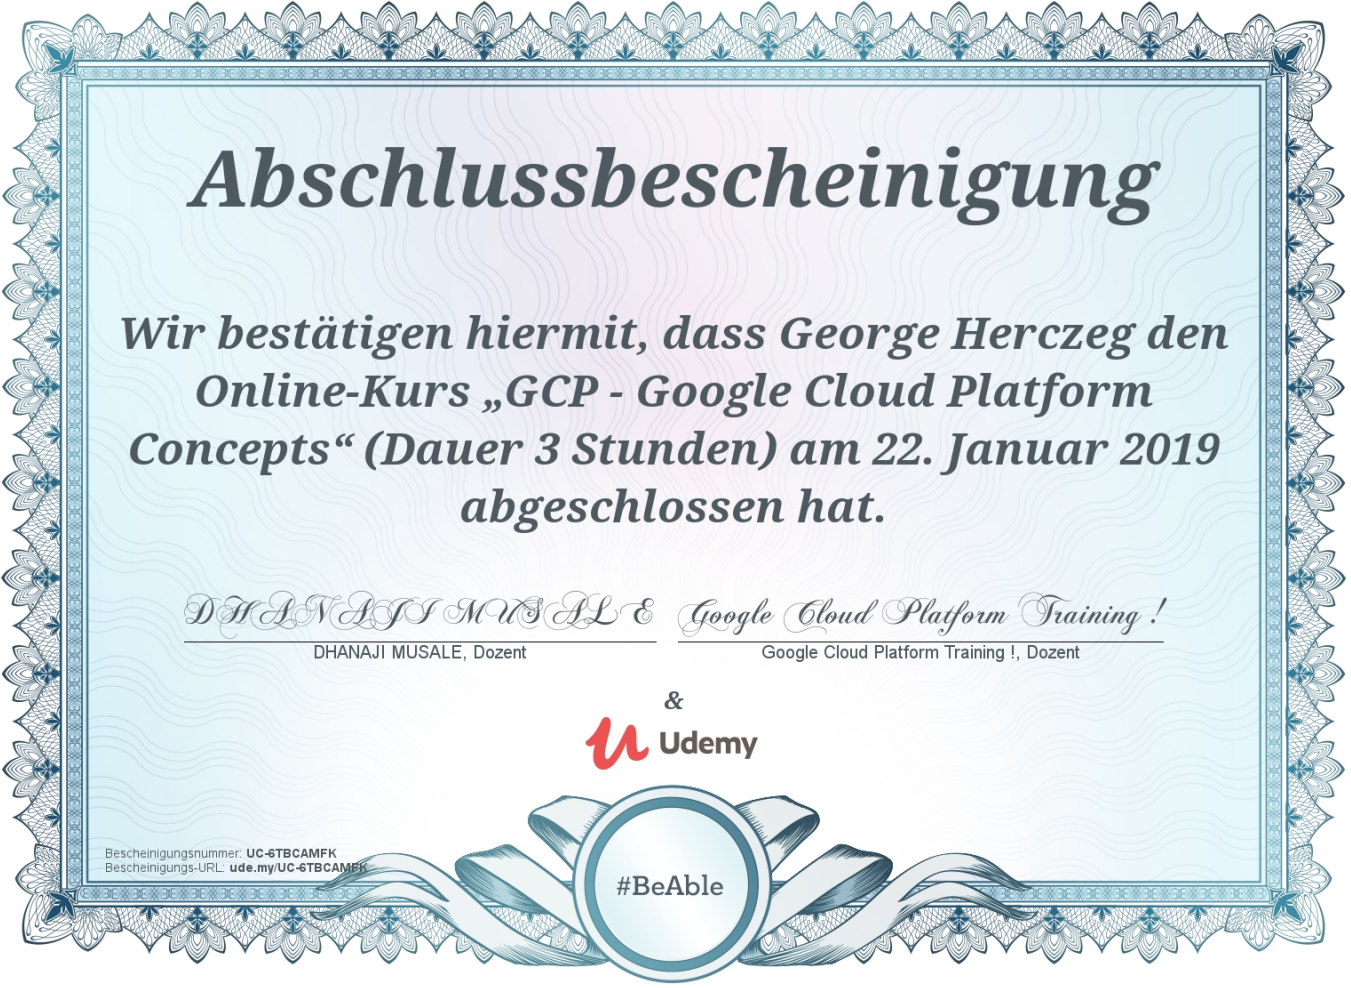 Abschlussbescheinigung
Wir bestätigen hiermit, dass George Herczeg den
Online-Kurs „GCP - Google Cloud Platform
Concepts“ (Dauer 3 Stunden) am 22. Januar 2019
abgeschlossen hat.
DHANAJI MUSALE
Google Cloud Platform Training !
DHANAJI MUSALE, Dozent
Google Cloud Platform Training !, Dozent
&
Udemy
Bescheinigungsnummer: UC-6TBCAMFK
Bescheinigungs-URL: ude.my/UC-6TBCAMFK
#BeAble